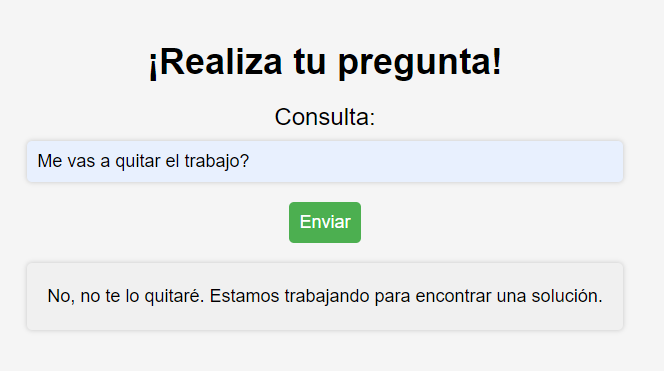 ¡Realiza tu pregunta!
Consulta:
Me vas a quitar el trabajo?
Enviar
No, no te lo quitaré. Estamos trabajando para encontrar una solución.